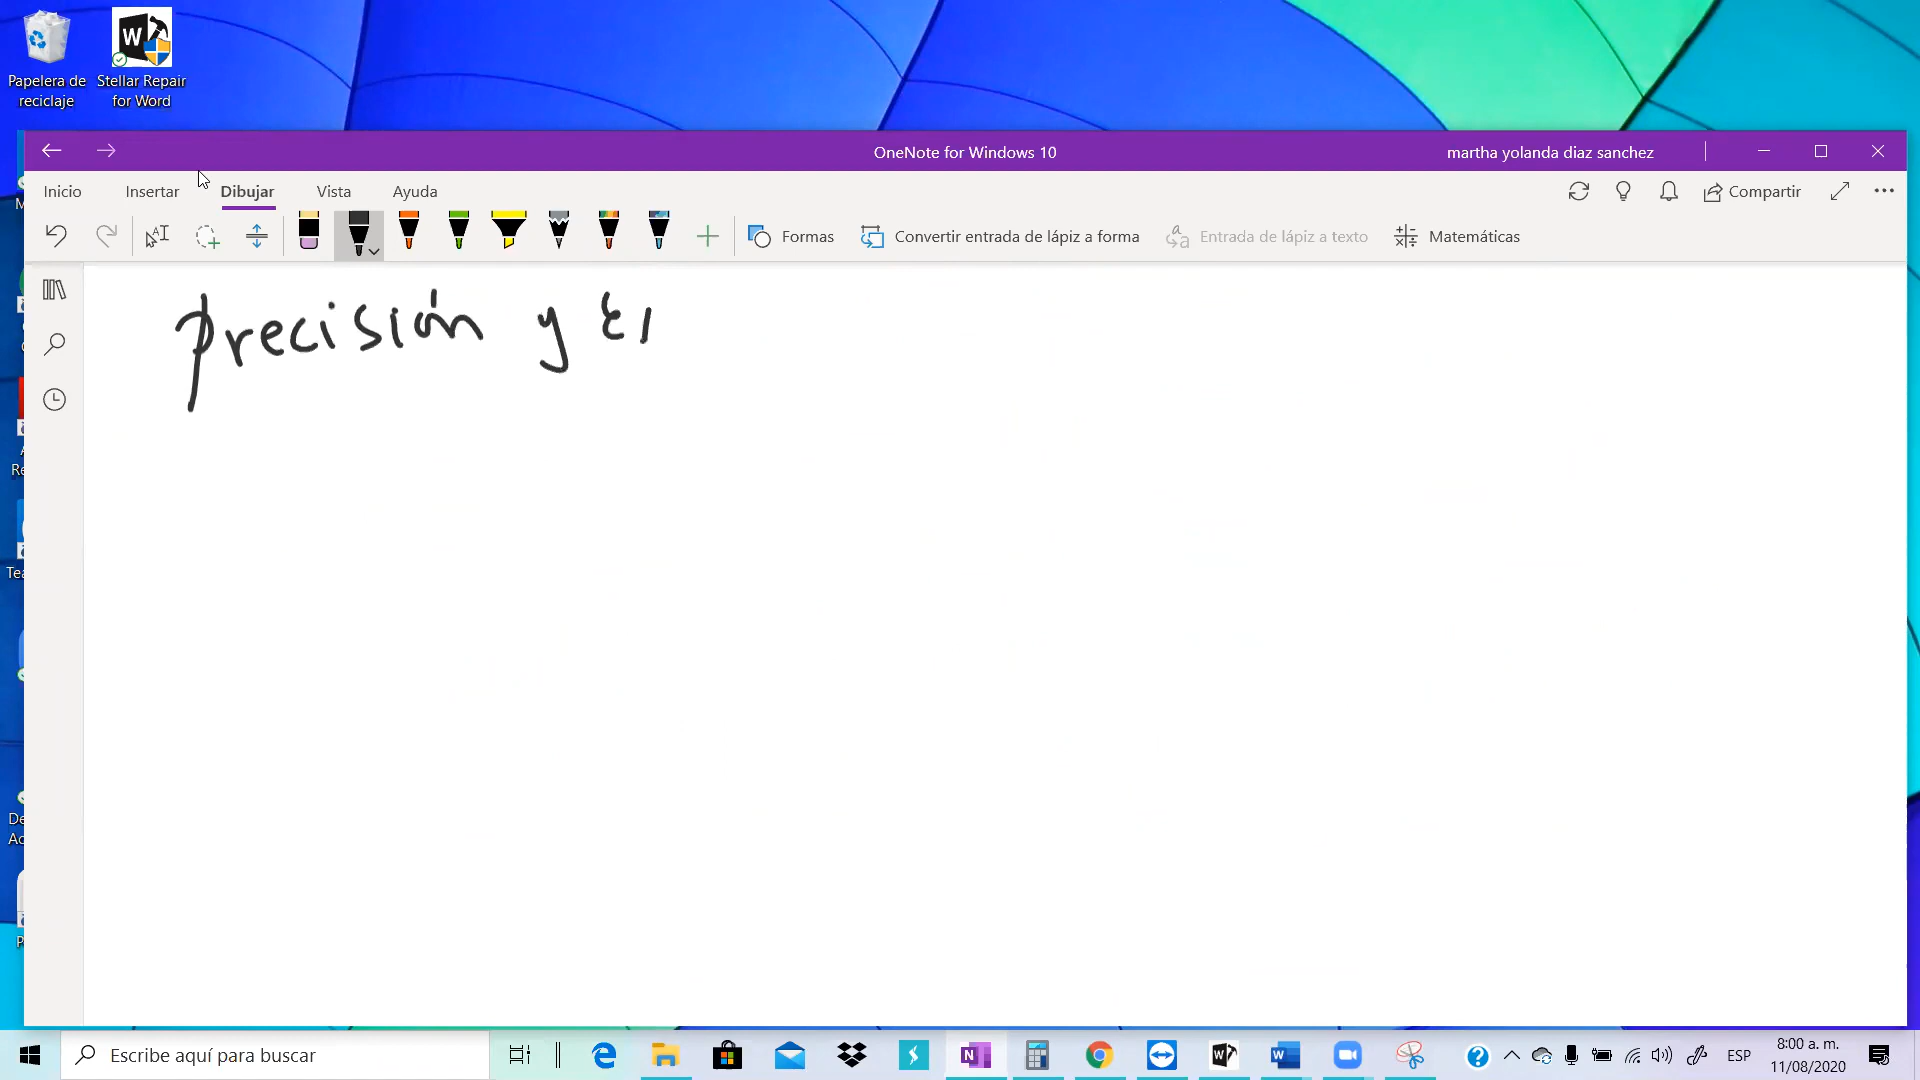 Papelera de
reciclaje
Stellar Repair
for Word
OneNote for Windows 10
martha yolanda diaz sanchez
Inicio
Insertar
Dibujar
Vista
Ayuda
Compartir
Formas
Convertir entrada de lápiz a forma
Entrada de lápiz a texto
Matemáticas
precisión y
Escribe aquí para buscar
ESP
8:00 a. m.
11/08/2020